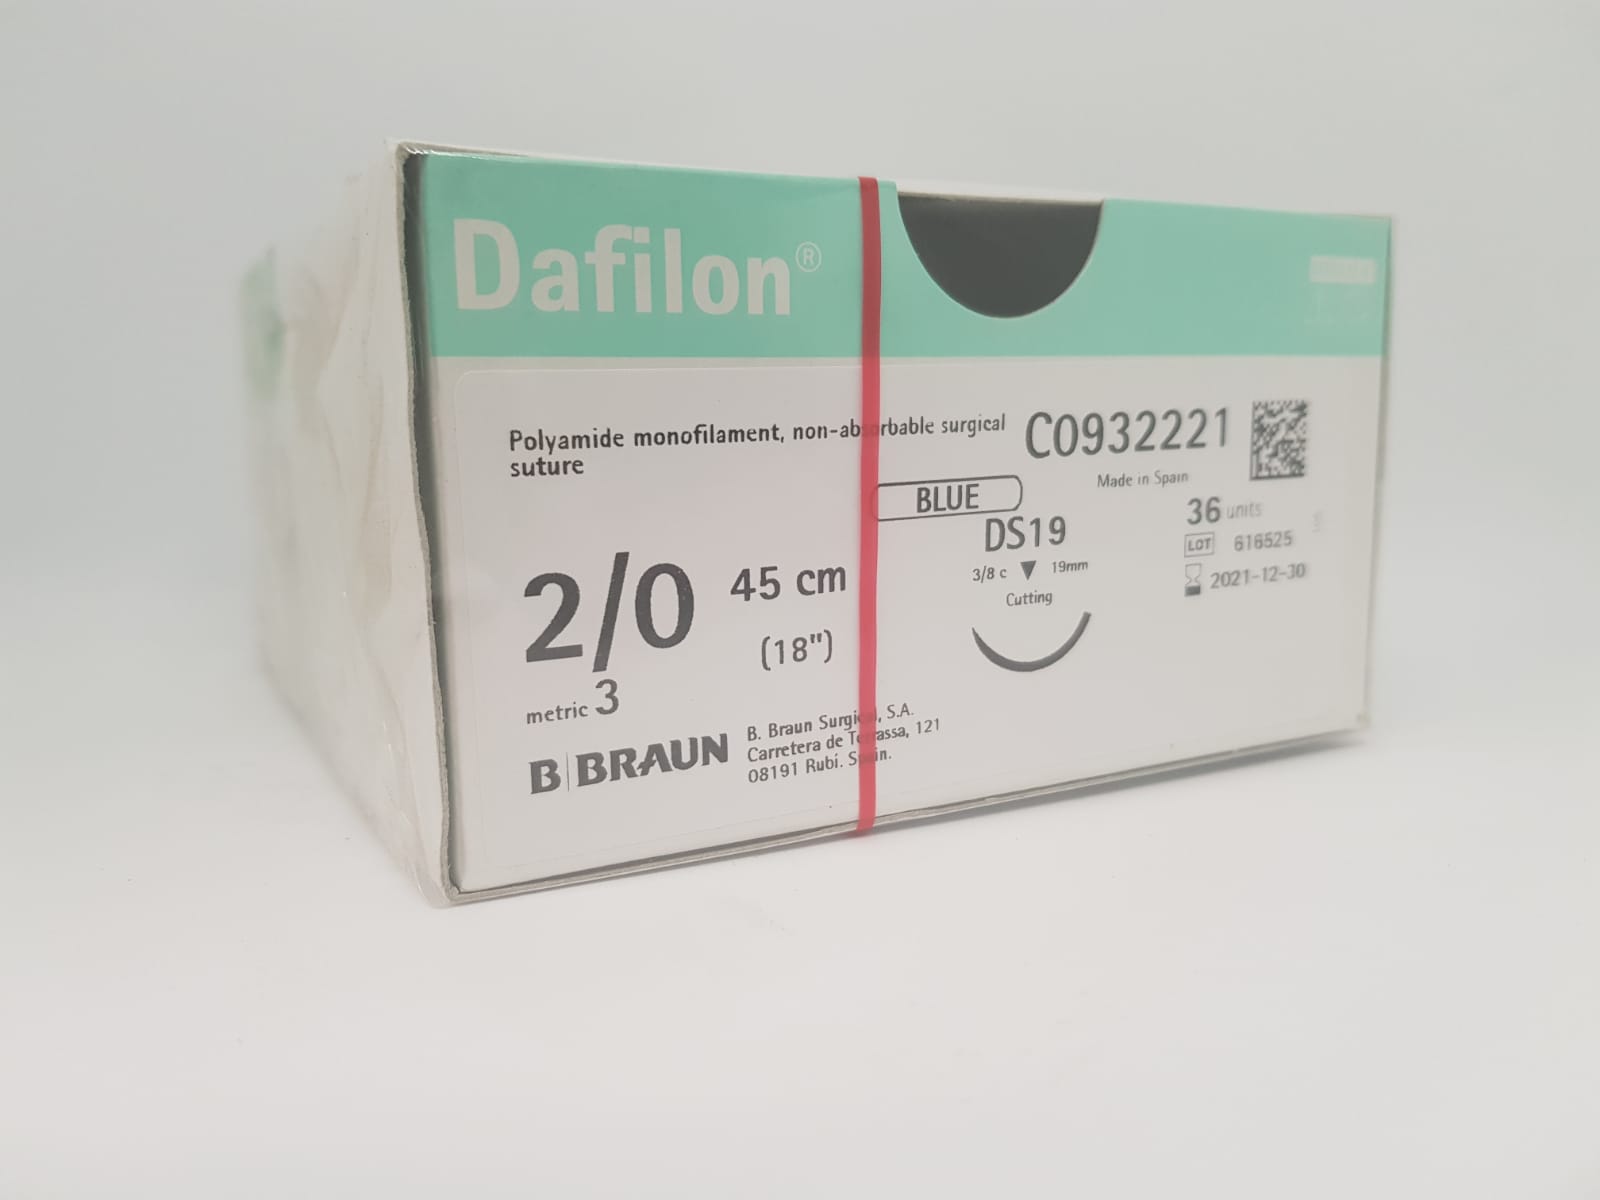 Dafilon®
Polyamide monofilament, non-absorbable surgical
suture
C0932221
Made in Spain
BLUE
DS19
3/8 c 19mm
Cutting
36 units
LOT 616525
2021-12-30
2/0 45 cm
(18")
metric 3
B BRAUN
B. Braun Surgical, S.A.
Carretera de Terrassa, 121
08191 Rubí. Spain.